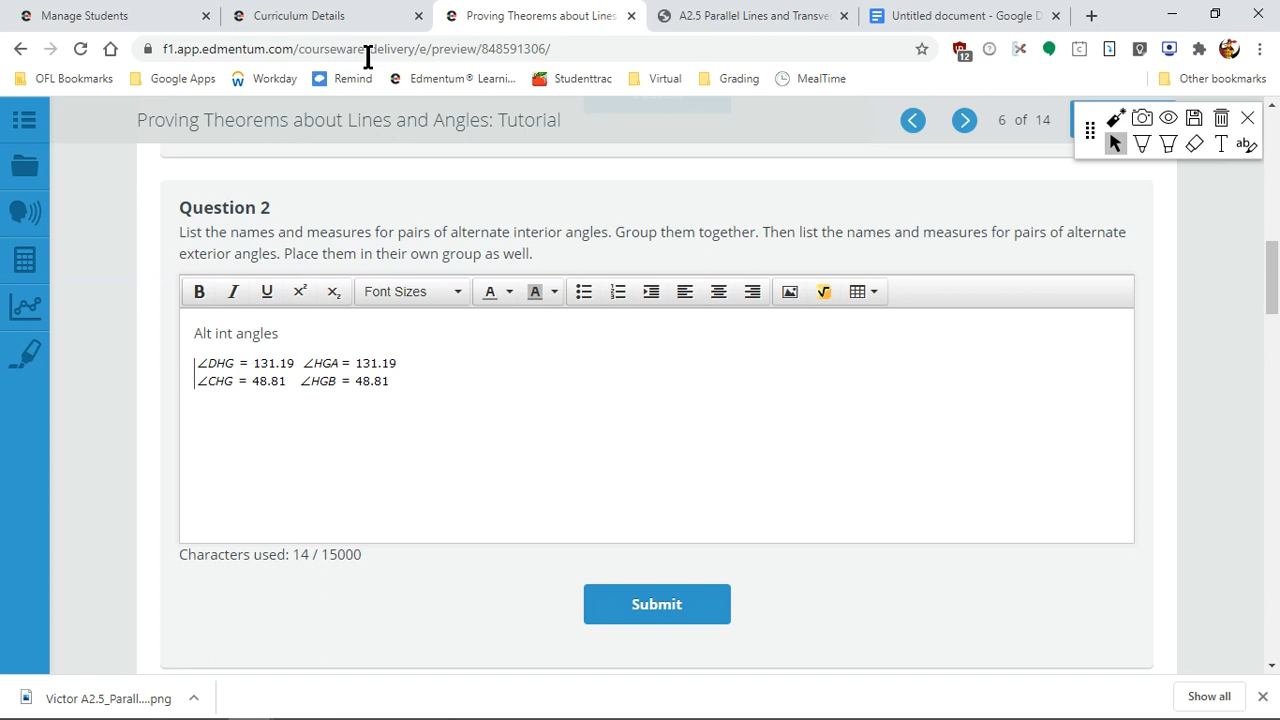 Manage Students
Curriculum Details
Proving Theorems about Lines
A2.5 Parallel Lines and Transver
Untitled document - Google D
f1.app.edmentum.com/courseware-delivery/e/preview/848591306/
12
OFL Bookmarks
Google Apps
Workday
Remind
Edmentum® Learni...
Studenttrac
Virtual
Grading
MealTime
Other bookmarks
Proving Theorems about Lines and Angles: Tutorial
6 of 14
Question 2
List the names and measures for pairs of alternate interior angles. Group them together. Then list the names and measures for pairs of alternate
exterior angles. Place them in their own group as well.
B I U X² X₂ Font Sizes A A
Alt int angles
∠DHG = 131.19 ∠HGA = 131.19
∠CHG = 48.81 ∠HGB = 48.81
Characters used: 14 / 15000
Submit
Victor A2.5_Parall....png
Show all